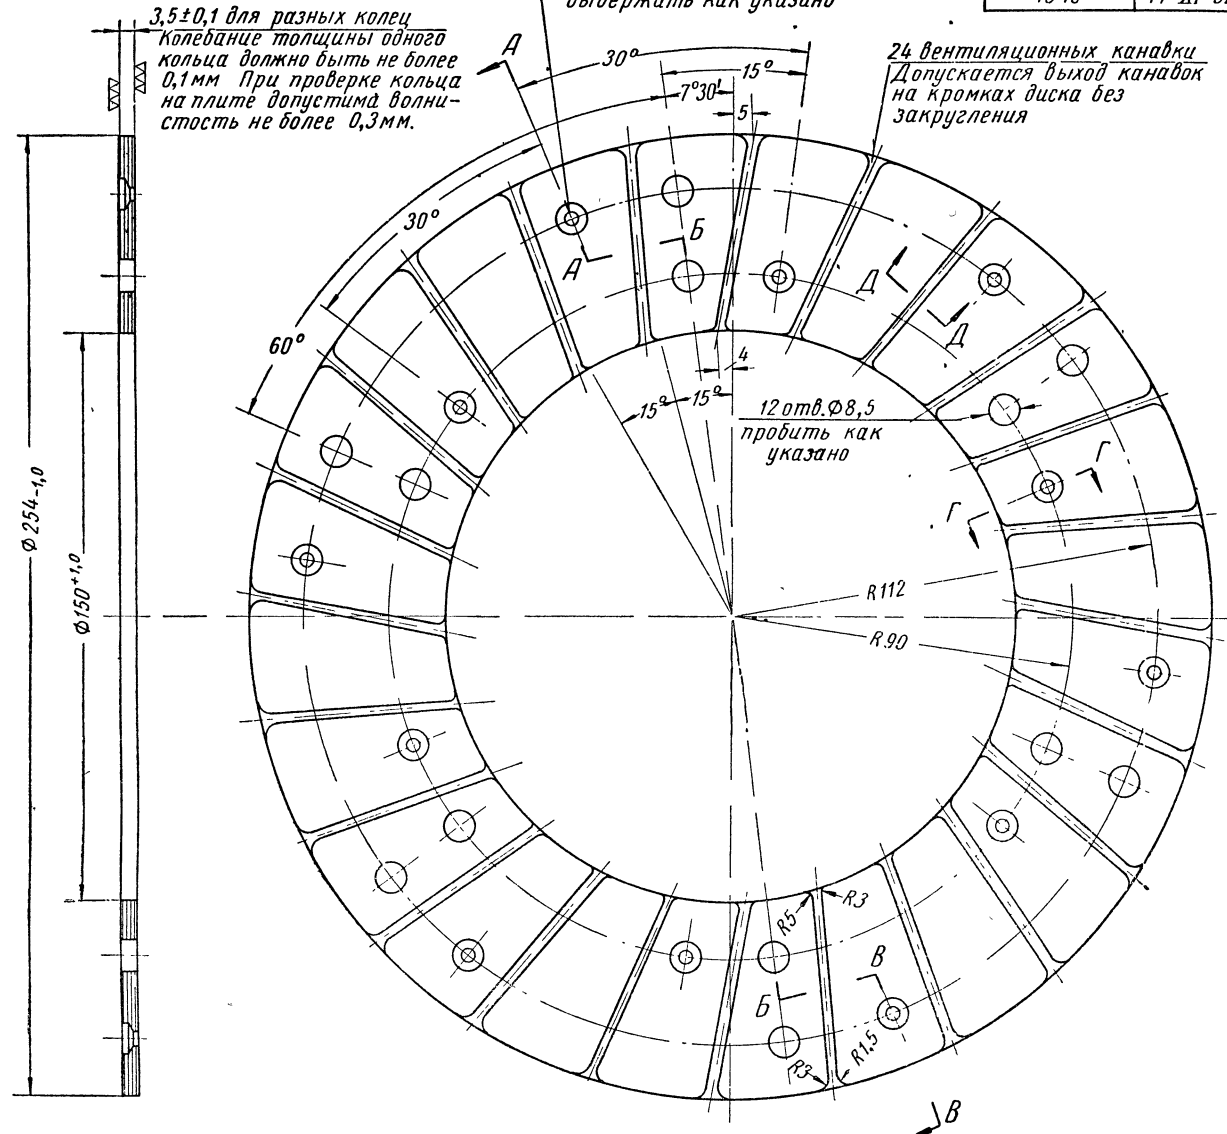 выдержать как указано
3,5±0,1 для разных колец
Колебание толщины одного
кольца должно быть не более
0,1мм При проверке кольца
на плите допустима волни-
стость не более 0,3мм.
24 вентиляционных канавки
Допускается выход канавок
на кромках диска без
закругления
А
30°
15°
7°30′
5
30°
60°
А
Б
Д
Д
4
15°
15°
12 отв.Φ8,5
пробить как
указано
Г
Г
Φ254-1,0
Φ150+1,0
R112
R90
R5
R3
В
Б
R3
R1,5
В